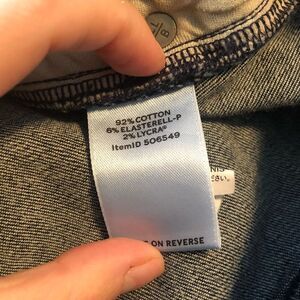 92% COTTON
6% ELASTERELL-P
2% LYCRA®
ItemID 506549
ON REVERSE